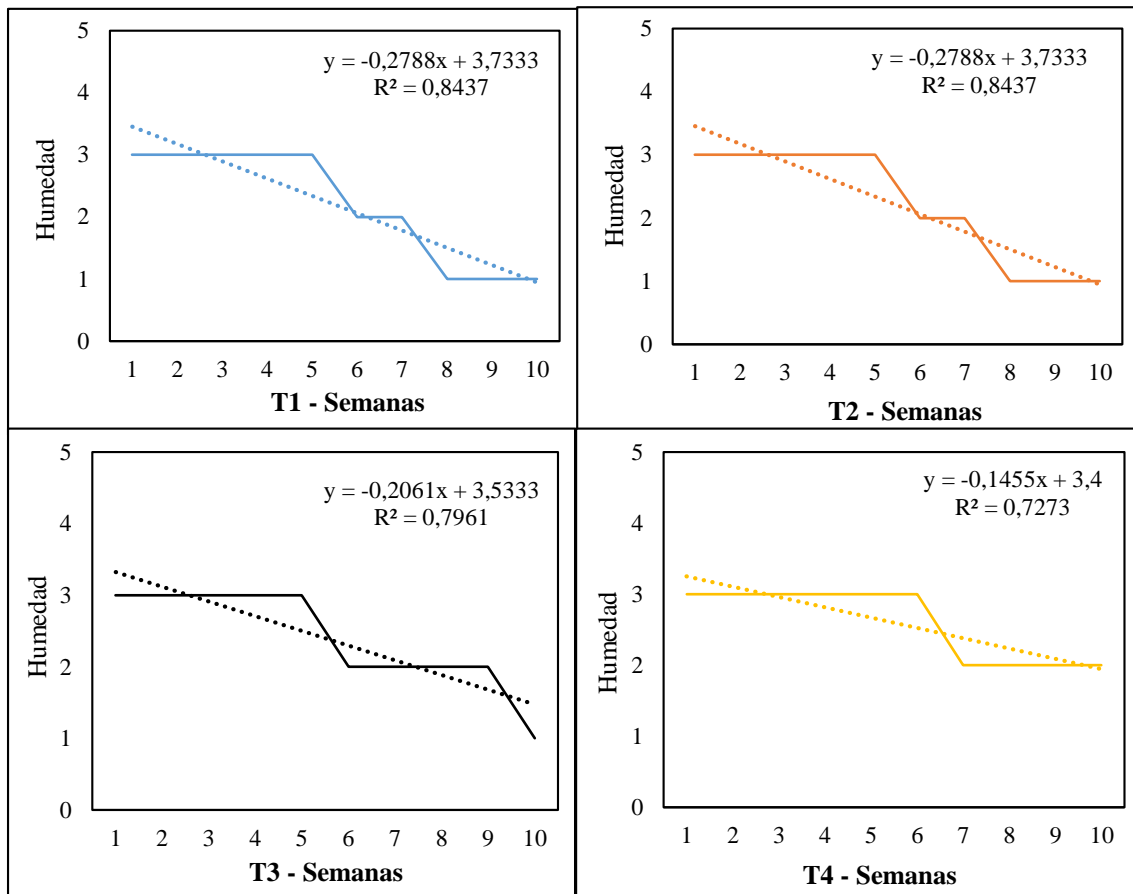 y = -0,2788x + 3,7333
R² = 0,8437
5
4
3
2
1
0
Humedad
1 2 3 4 5 6 7 8 9 10
T1 - Semanas
y = -0,2788x + 3,7333
R² = 0,8437
5
4
3
2
1
0
Humedad
1 2 3 4 5 6 7 8 9 10
T2 - Semanas
y = -0,2061x + 3,5333
R² = 0,7961
5
4
3
2
1
0
Humedad
1 2 3 4 5 6 7 8 9 10
T3 - Semanas
y = -0,1455x + 3,4
R² = 0,7273
5
4
3
2
1
0
Humedad
1 2 3 4 5 6 7 8 9 10
T4 - Semanas